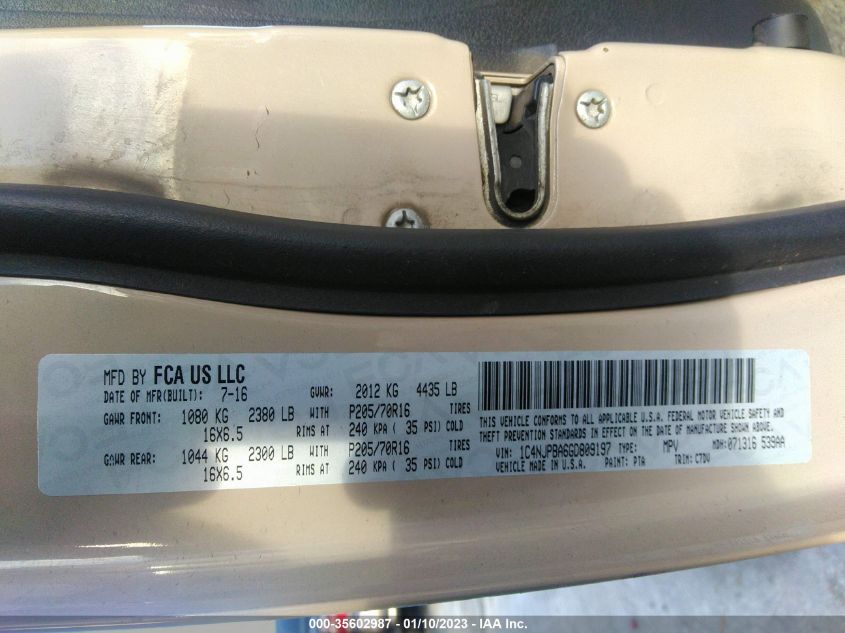 MFD BY FCA US LLC
DATE OF MFR(BUILT): 7-16 GVWR: 2012 KG 4435 LB
GAWR FRONT: 1080 KG 2380 LB WITH P205/70R16 TIRES
16X6.5 RIMS AT 240 KPA ( 35 PSI) COLD
GAWR REAR: 1044 KG 2300 LB WITH P205/70R16 TIRES
16X6.5 RIMS AT 240 KPA ( 35 PSI) COLD
THIS VEHICLE CONFORMS TO ALL APPLICABLE U.S.A. FEDERAL MOTOR VEHICLE SAFETY AND
THEFT PREVENTION STANDARDS IN EFFECT ON THE DATE OF MANUFACTURE SHOWN ABOVE.
VIN: 1C4NJPBA6GD809197 TYPE: MPV MDH: 071316 539AA
VEHICLE MADE IN U.S.A. PAINT: PTA TRIM: CTDV
000-35602987 - 01/10/2023 - IAA Inc.